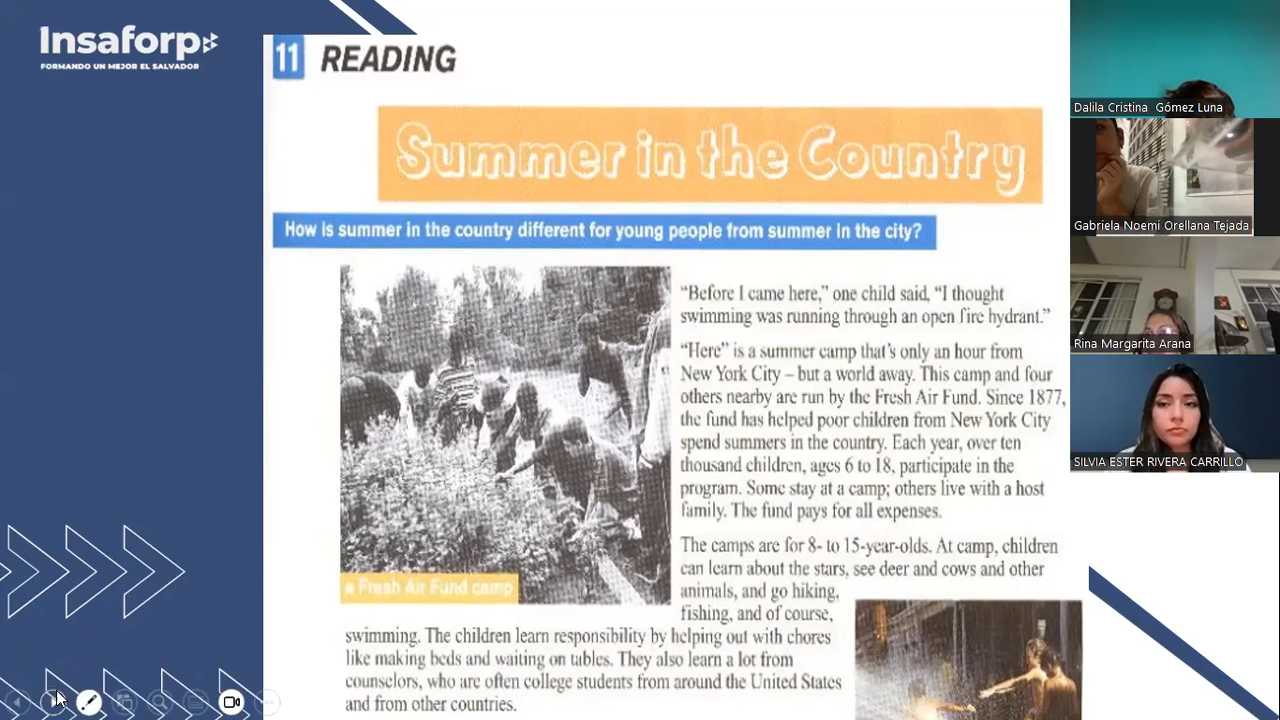 Insaforp
FORMANDO UN MEJOR EL SALVADOR
11 READING
Summer in the Country
How is summer in the country different for young people from summer in the city?
"Before I came here," one child said, "I thought
swimming was running through an open fire hydrant."
"Here" is a summer camp that's only an hour from
New York City – but a world away. This camp and four
others nearby are run by the Fresh Air Fund. Since 1877,
the fund has helped poor children from New York City
spend summers in the country. Each year, over ten
thousand children, ages 6 to 18, participate in the
program. Some stay at a camp; others live with a host
family. The fund pays for all expenses.
The camps are for 8- to 15-year-olds. At camp, children
can learn about the stars, see deer and cows and other
animals, and go hiking,
fishing, and of course,
swimming. The children learn responsibility by helping out with chores
like making beds and waiting on tables. They also learn a lot from
counselors, who are often college students from around the United States
and from other countries.
a Fresh Air Fund camp
Dalila Cristina Gómez Luna
Gabriela Noemi Orellana Tejada
Rina Margarita Arana
SILVIA ESTER RIVERA CARRILLO